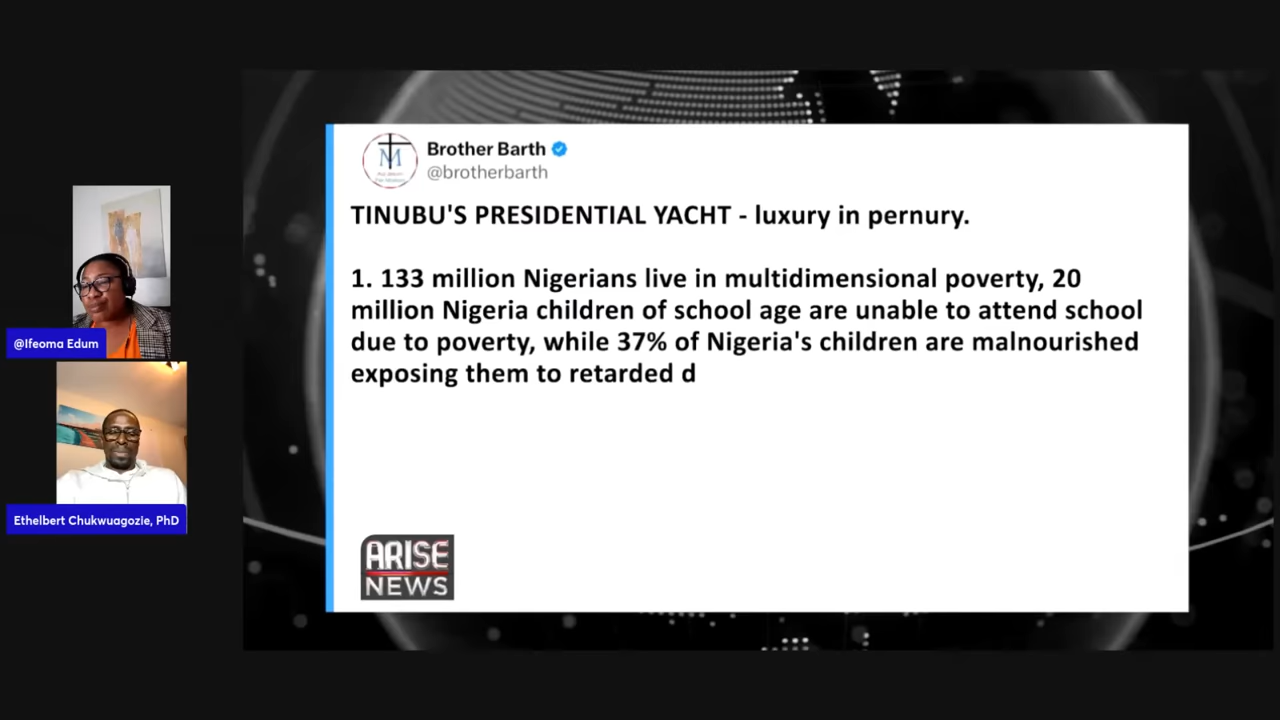 Brother Barth
@brotherbarth
TINUBU'S PRESIDENTIAL YACHT - luxury in pernury.
1. 133 million Nigerians live in multidimensional poverty, 20
million Nigeria children of school age are unable to attend school
due to poverty, while 37% of Nigeria's children are malnourished
exposing them to retarded d
ARISE
NEWS
@Ifeoma Edum
Ethelbert Chukwuagozie, PhD